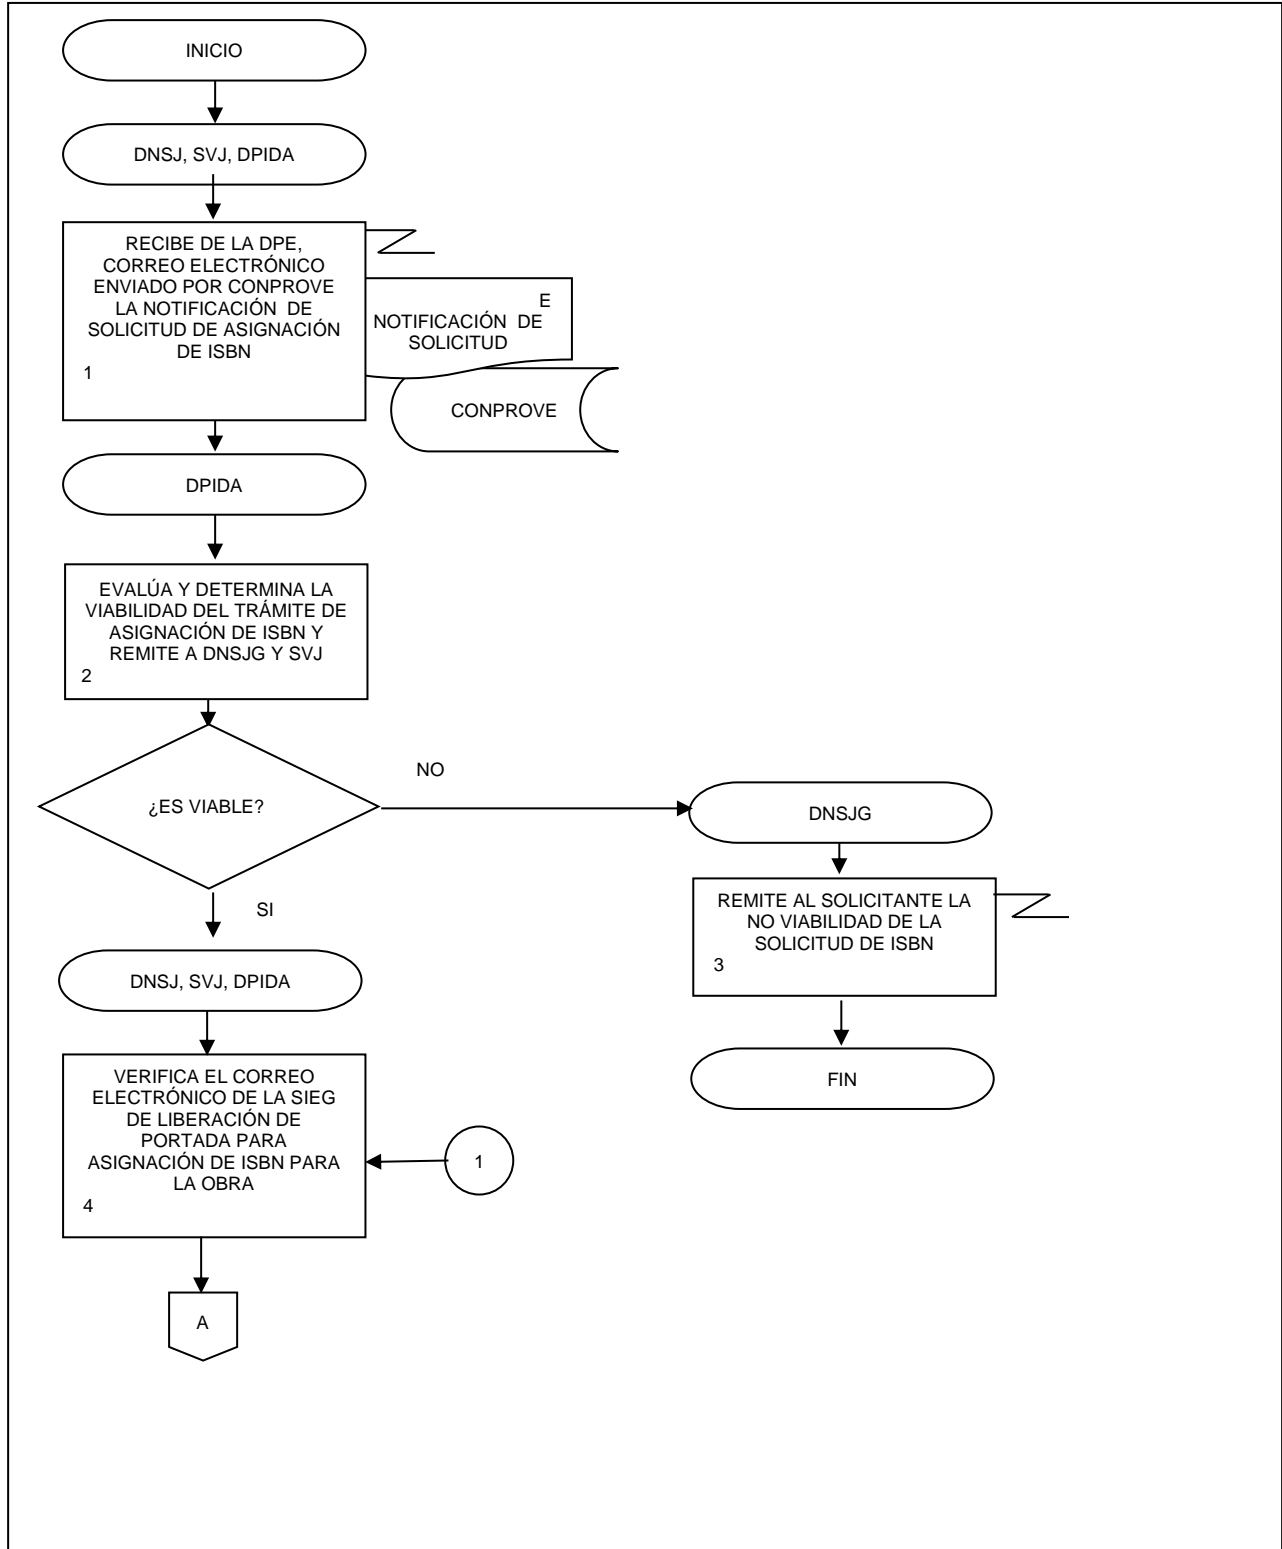 INICIO
DNSJ, SVJ, DPIDA
RECIBE DE LA DPE,
CORREO ELECTRÓNICO
ENVIADO POR CONPROVE
LA NOTIFICACIÓN DE
SOLICITUD DE ASIGNACIÓN
DE ISBN
1
E
NOTIFICACIÓN DE
SOLICITUD
CONPROVE
DPIDA
EVALÚA Y DETERMINA LA
VIABILIDAD DEL TRÁMITE DE
ASIGNACIÓN DE ISBN Y
REMITE A DNSJG Y SVJ
2
¿ES VIABLE?
NO
DNSJG
REMITE AL SOLICITANTE LA
NO VIABILIDAD DE LA
SOLICITUD DE ISBN
3
FIN
SI
DNSJ, SVJ, DPIDA
VERIFICA EL CORREO
ELECTRÓNICO DE LA SIEG
DE LIBERACIÓN DE
PORTADA PARA
ASIGNACIÓN DE ISBN PARA
LA OBRA
4
1
A